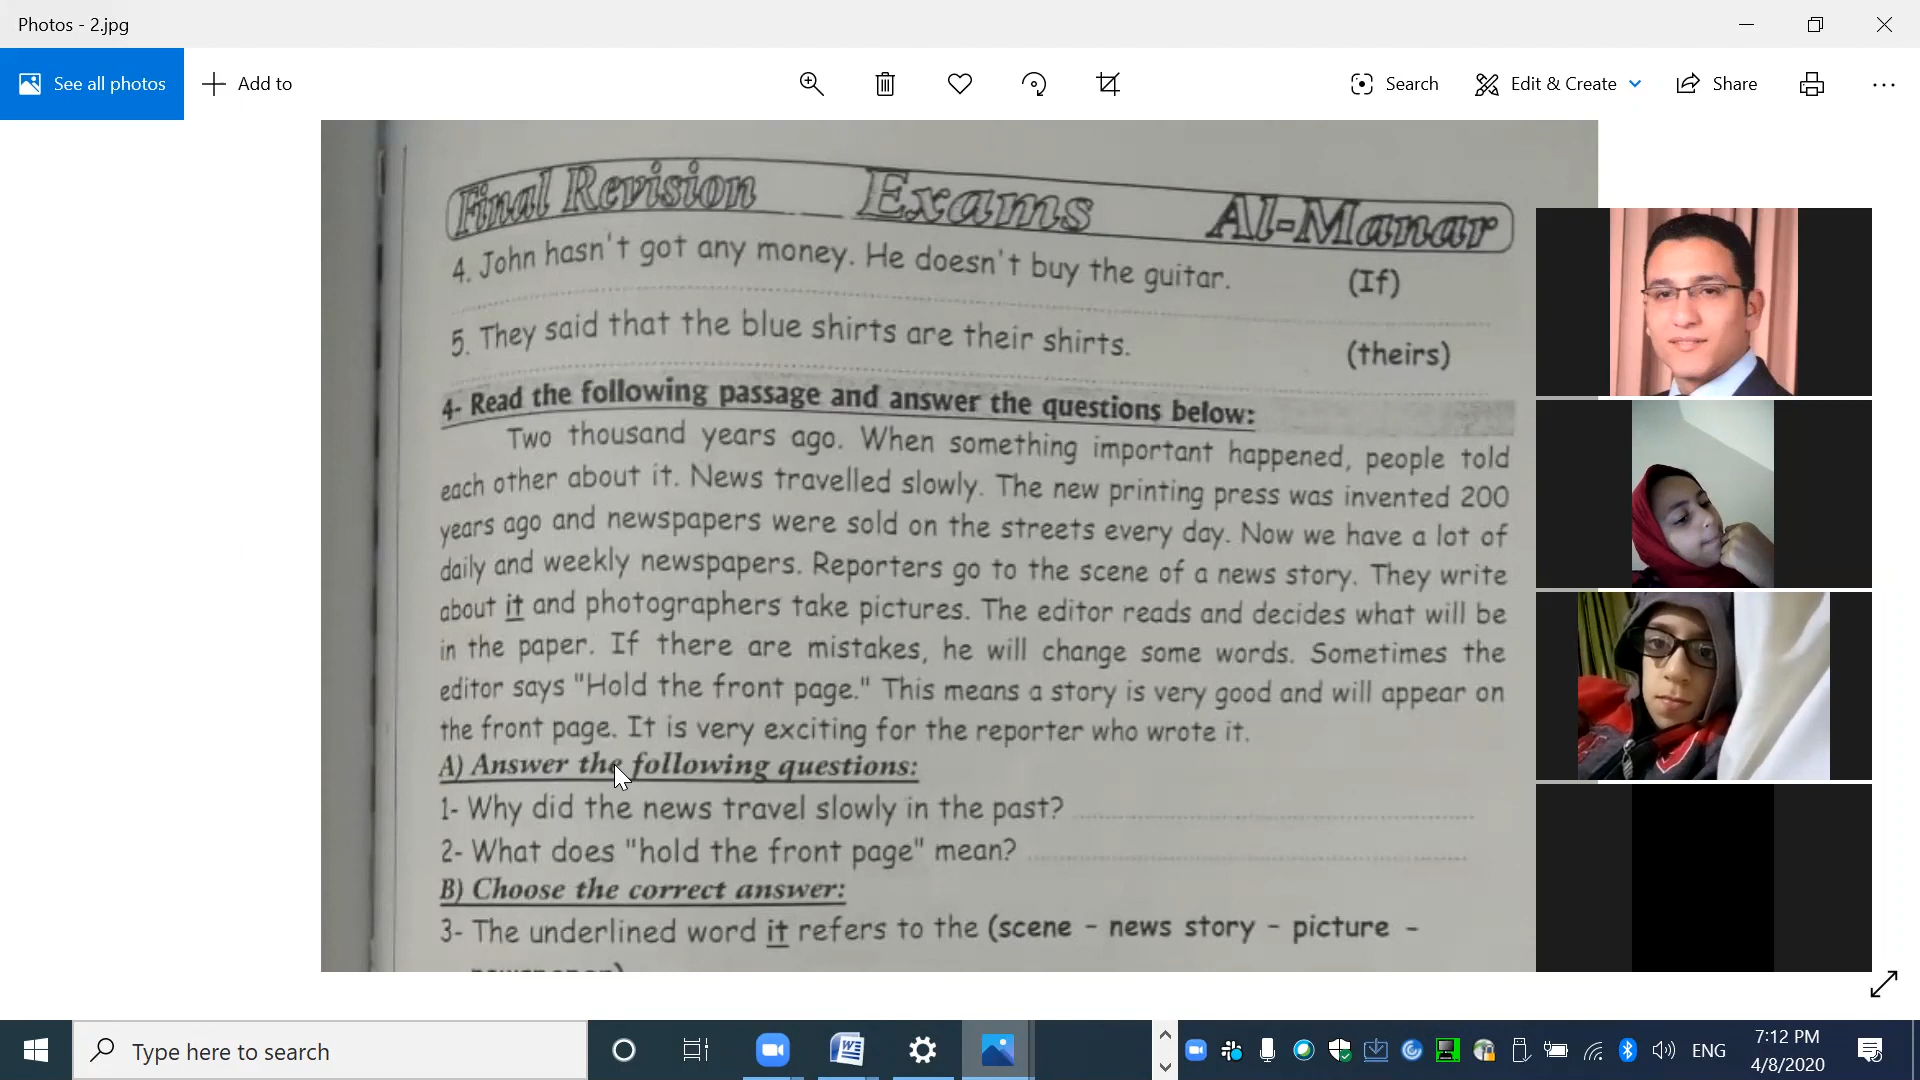 Photos - 2.jpg
See all photos
Add to
Search
Edit & Create
Share
Final Revision Exams Al-Manar
4. John hasn't got any money. He doesn't buy the guitar. (If)
5. They said that the blue shirts are their shirts. (theirs)
4- Read the following passage and answer the questions below:
Two thousand years ago. When something important happened, people told
each other about it. News travelled slowly. The new printing press was invented 200
years ago and newspapers were sold on the streets every day. Now we have a lot of
daily and weekly newspapers. Reporters go to the scene of a news story. They write
about it and photographers take pictures. The editor reads and decides what will be
in the paper. If there are mistakes, he will change some words. Sometimes the
editor says "Hold the front page." This means a story is very good and will appear on
the front page. It is very exciting for the reporter who wrote it.
A) Answer the following questions:
1- Why did the news travel slowly in the past?
2- What does "hold the front page" mean?
B) Choose the correct answer:
3- The underlined word it refers to the (scene - news story - picture -
Type here to search
ENG
7:12 PM
4/8/2020